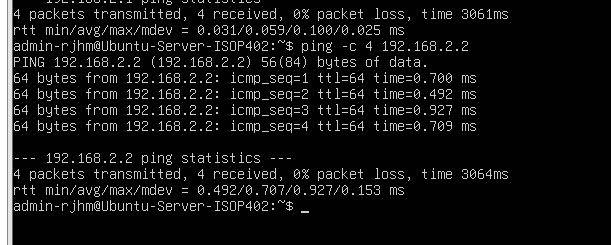 4 packets transmitted, 4 received, 0% packet loss, time 3061ms
rtt min/avg/max/mdev = 0.031/0.059/0.100/0.025 ms
admin-rjhm@Ubuntu-Server-ISOP402:~$ ping -c 4 192.168.2.2
PING 192.168.2.2 (192.168.2.2) 56(84) bytes of data.
64 bytes from 192.168.2.2: icmp_seq=1 ttl=64 time=0.700 ms
64 bytes from 192.168.2.2: icmp_seq=2 ttl=64 time=0.492 ms
64 bytes from 192.168.2.2: icmp_seq=3 ttl=64 time=0.927 ms
64 bytes from 192.168.2.2: icmp_seq=4 ttl=64 time=0.709 ms
--- 192.168.2.2 ping statistics ---
4 packets transmitted, 4 received, 0% packet loss, time 3064ms
rtt min/avg/max/mdev = 0.492/0.707/0.927/0.153 ms
admin-rjhm@Ubuntu-Server-ISOP402:~$ _